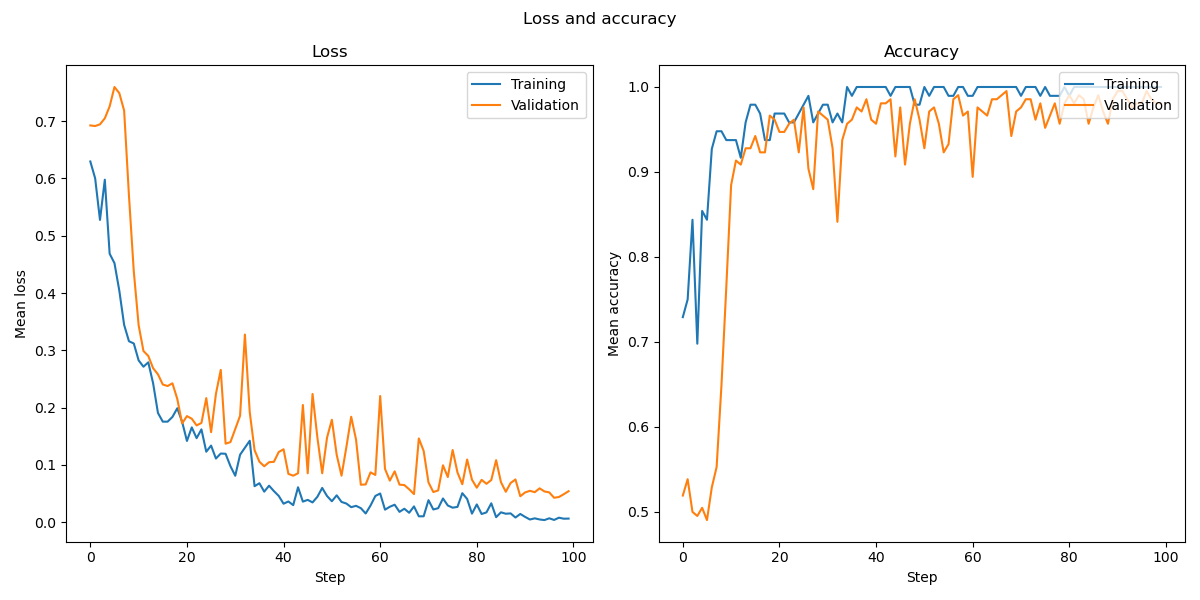 Loss and accuracy
Loss
Training
Validation
0.7
0.6
0.5
0.4
0.3
0.2
0.1
0.0
Mean loss
0 20 40 60 80 100
Step
Accuracy
Training
Validation
1.0
0.9
0.8
0.7
0.6
0.5
Mean accuracy
0 20 40 60 80 100
Step